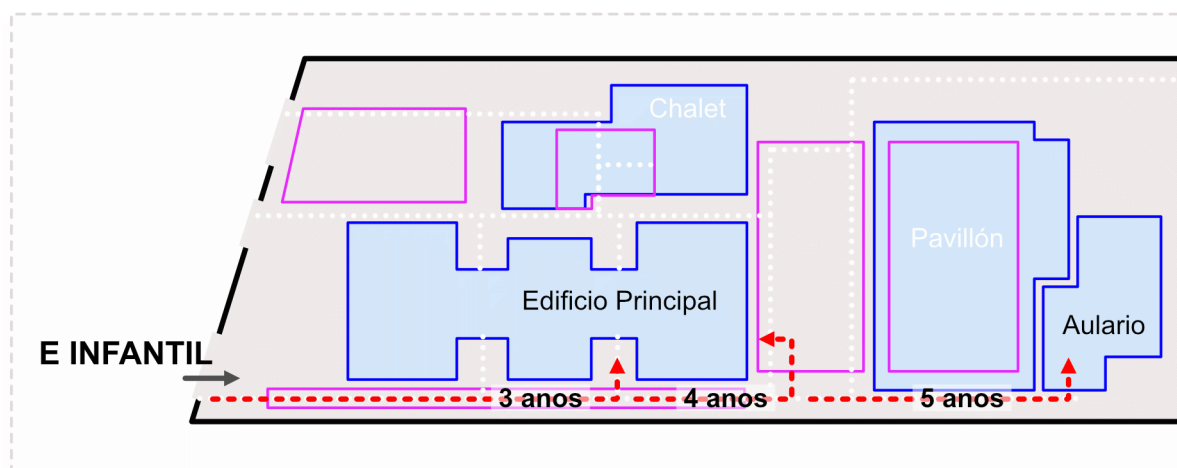 Chalet
Pavillón
Edificio Principal
Aulario
E INFANTIL
3 anos
4 anos
5 anos